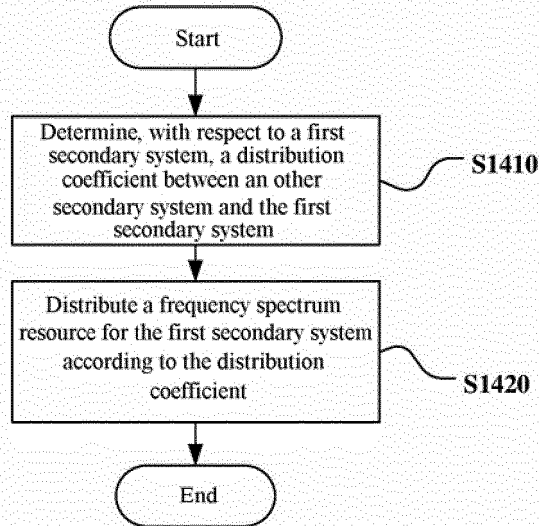 Start
Determine, with respect to a first
secondary system, a distribution
coefficient between an other
secondary system and the first
secondary system
S1410
Distribute a frequency spectrum
resource for the first secondary system
according to the distribution
coefficient
S1420
End